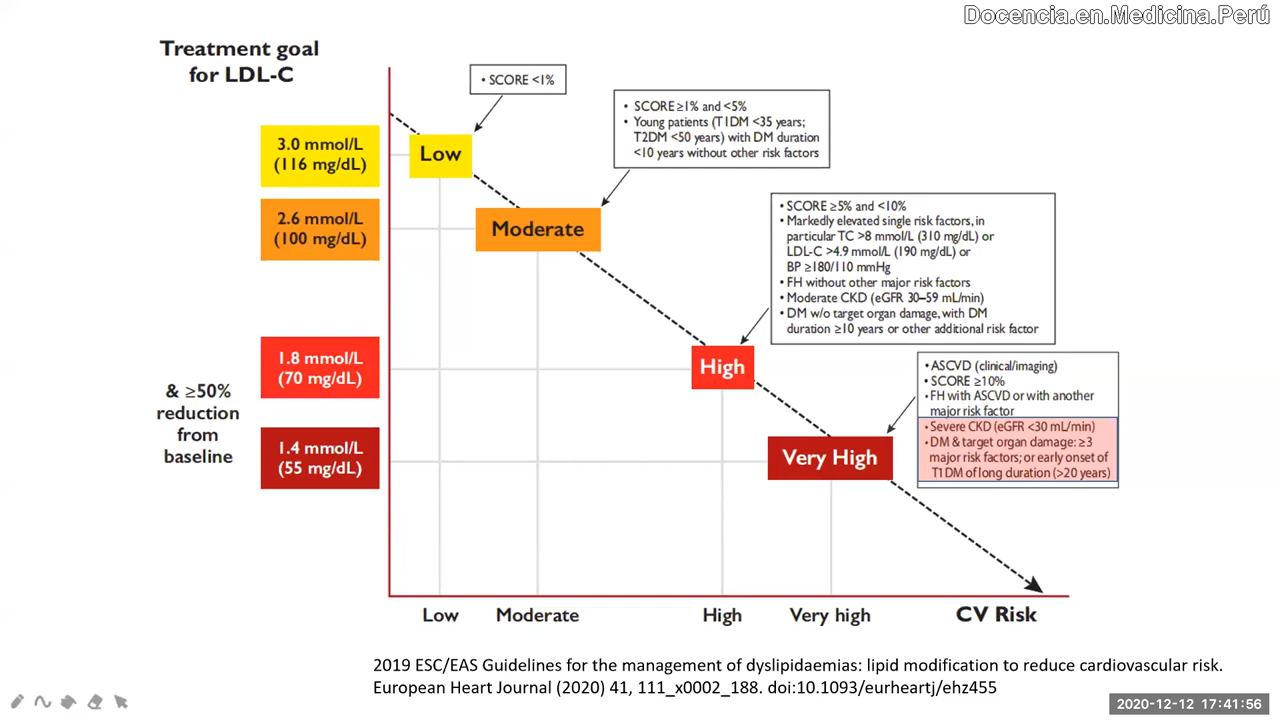 Docencia.en.Medicina.Perú
Treatment goal
for LDL-C
• SCORE <1%
• SCORE ≥1% and <5%
• Young patients (T1DM <35 years;
T2DM <50 years) with DM duration
<10 years without other risk factors
3.0 mmol/L
(116 mg/dL)
Low
2.6 mmol/L
(100 mg/dL)
Moderate
• SCORE ≥5% and <10%
• Markedly elevated single risk factors, in
particular TC >8 mmol/L (310 mg/dL) or
LDL-C >4.9 mmol/L (190 mg/dL) or
BP ≥180/110 mmHg
• FH without other major risk factors
• Moderate CKD (eGFR 30–59 mL/min)
• DM w/o target organ damage, with DM
duration ≥10 years or other additional risk factor
1.8 mmol/L
(70 mg/dL)
High
• ASCVD (clinical/imaging)
• SCORE ≥10%
• FH with ASCVD or with another
major risk factor
• Severe CKD (eGFR <30 mL/min)
• DM & target organ damage: ≥3
major risk factors; or early onset of
T1DM of long duration (>20 years)
& ≥50%
reduction
from
baseline
1.4 mmol/L
(55 mg/dL)
Very High
Low
Moderate
High
Very high
CV Risk
2019 ESC/EAS Guidelines for the management of dyslipidaemias: lipid modification to reduce cardiovascular risk.
European Heart Journal (2020) 41, 111_x0002_188. doi:10.1093/eurheartj/ehz455
2020-12-12 17:41:56